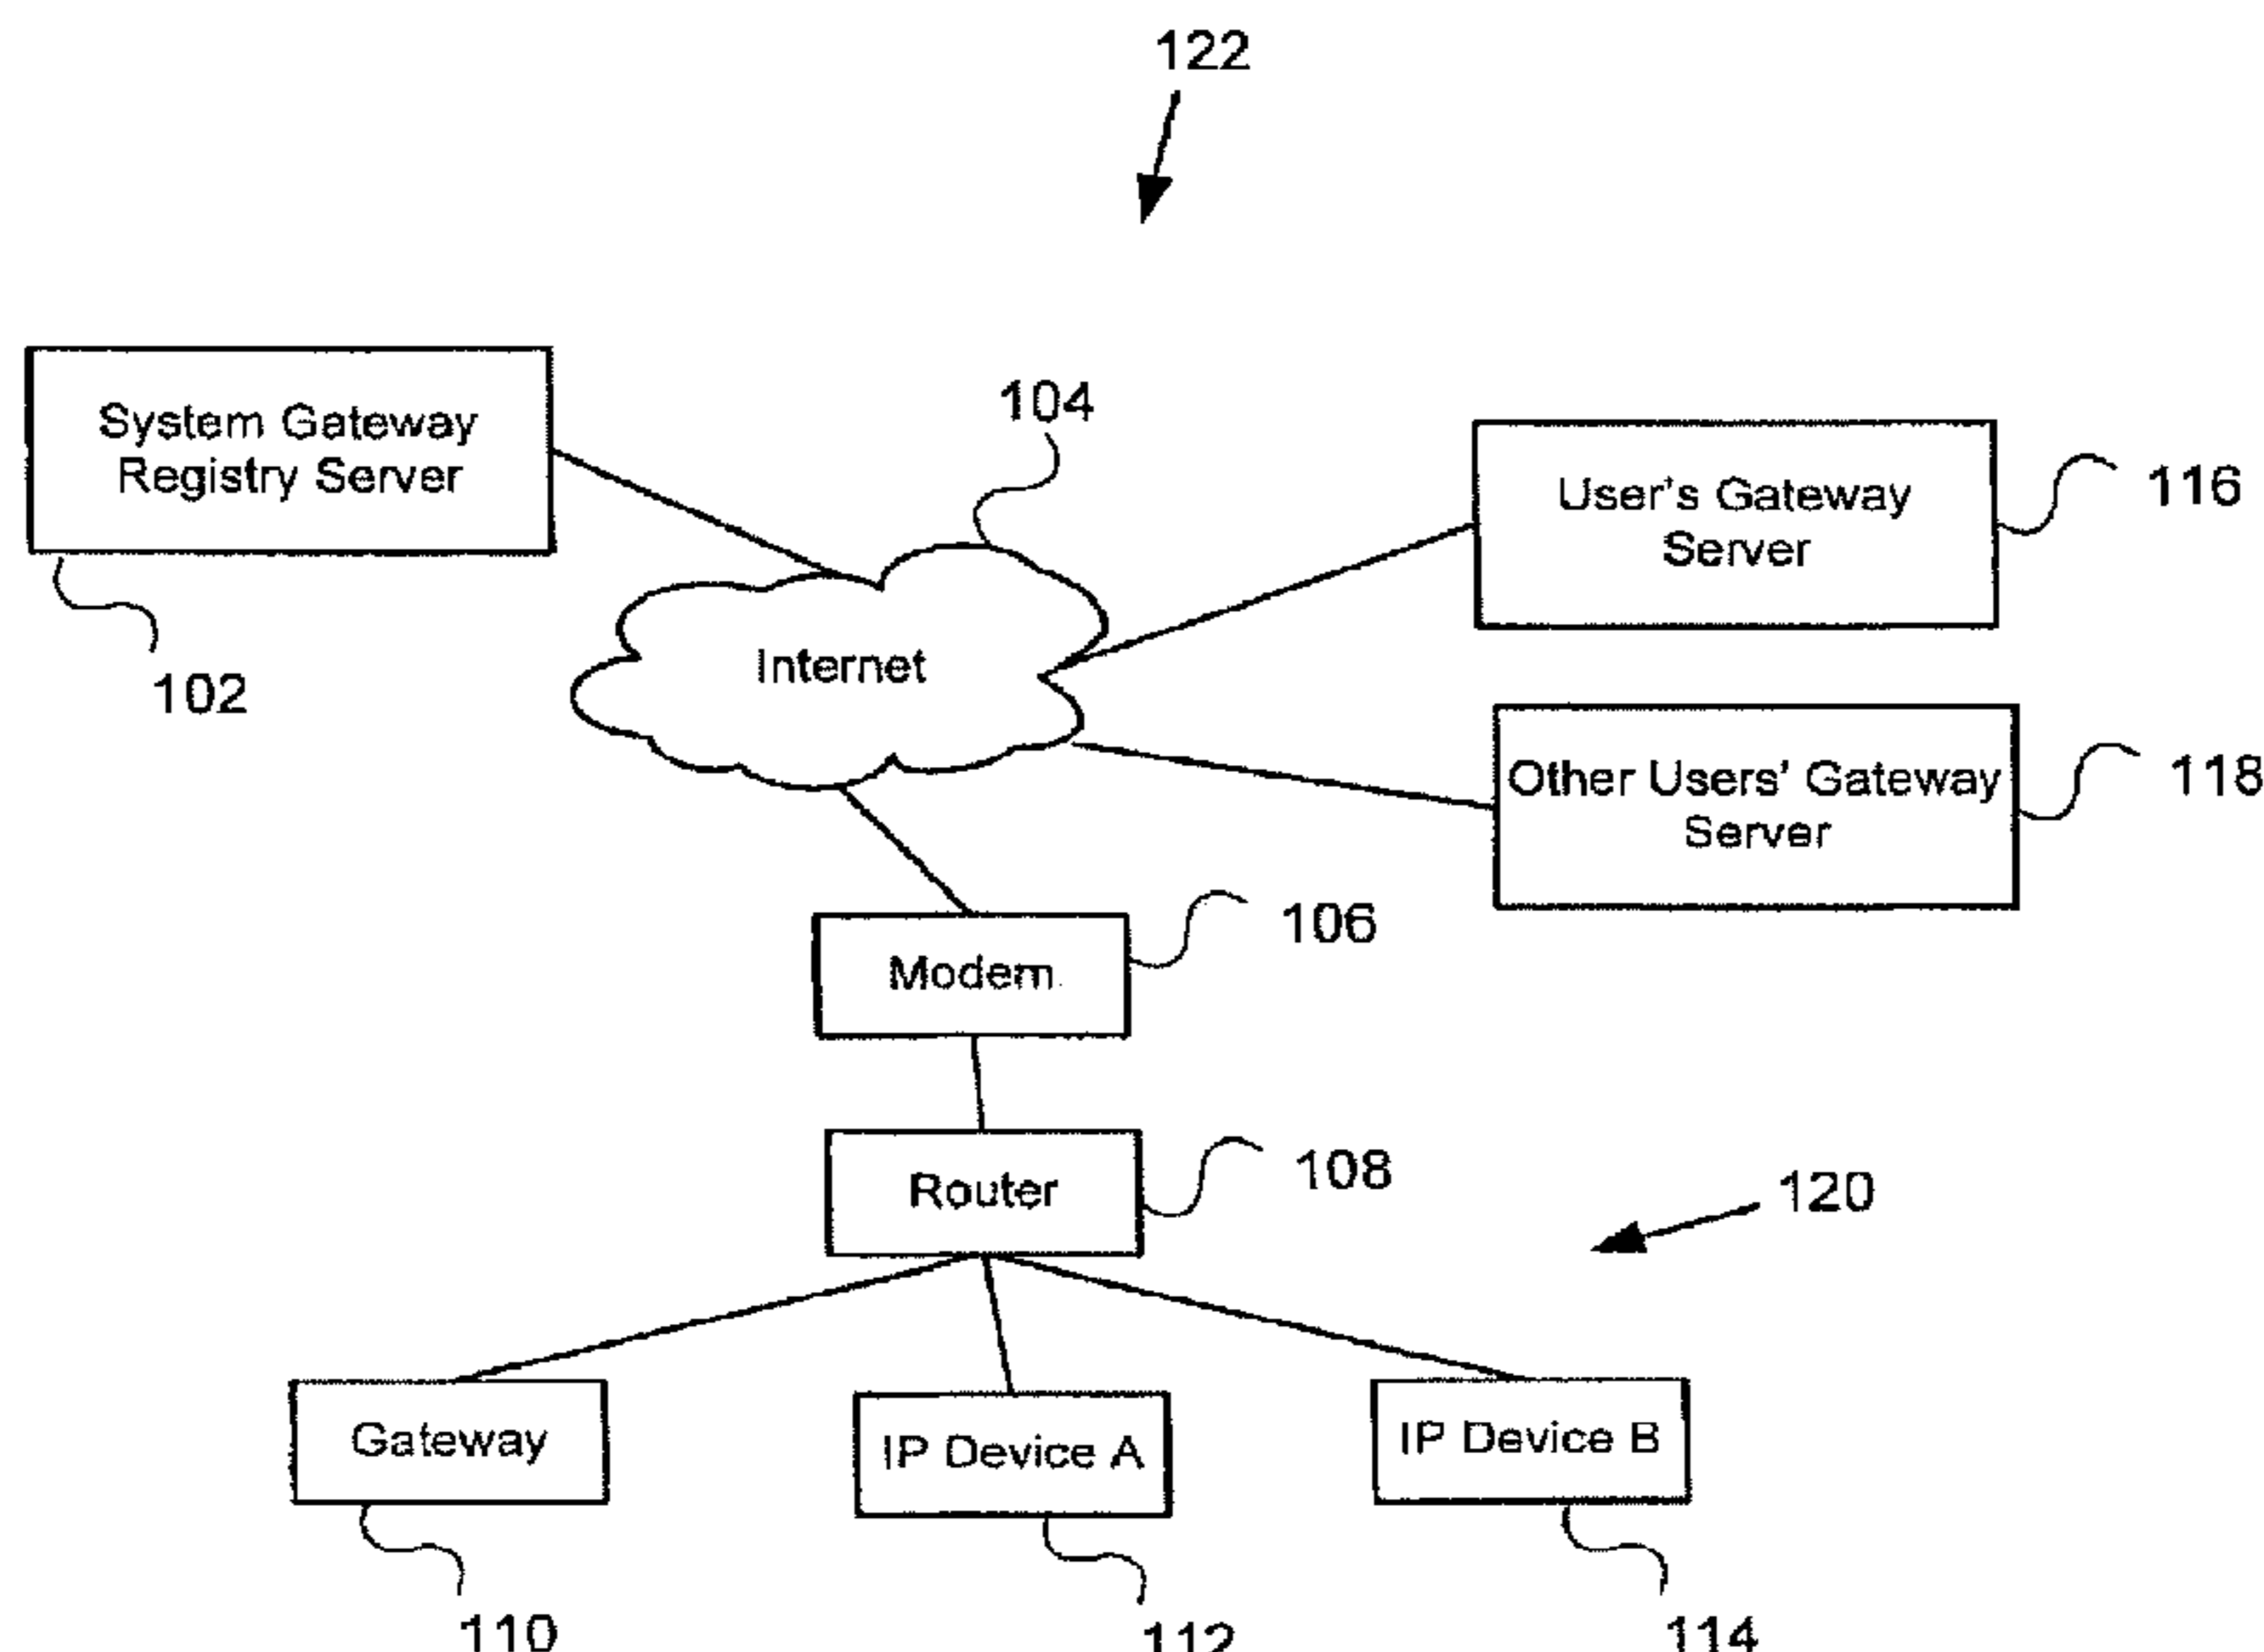 122
System Gateway
Registry Server
104
User's Gateway
Server
116
Internet
102
Other Users' Gateway
Server
118
Modem
106
Router
108
120
Gateway
IP Device A
IP Device B
110
112
114